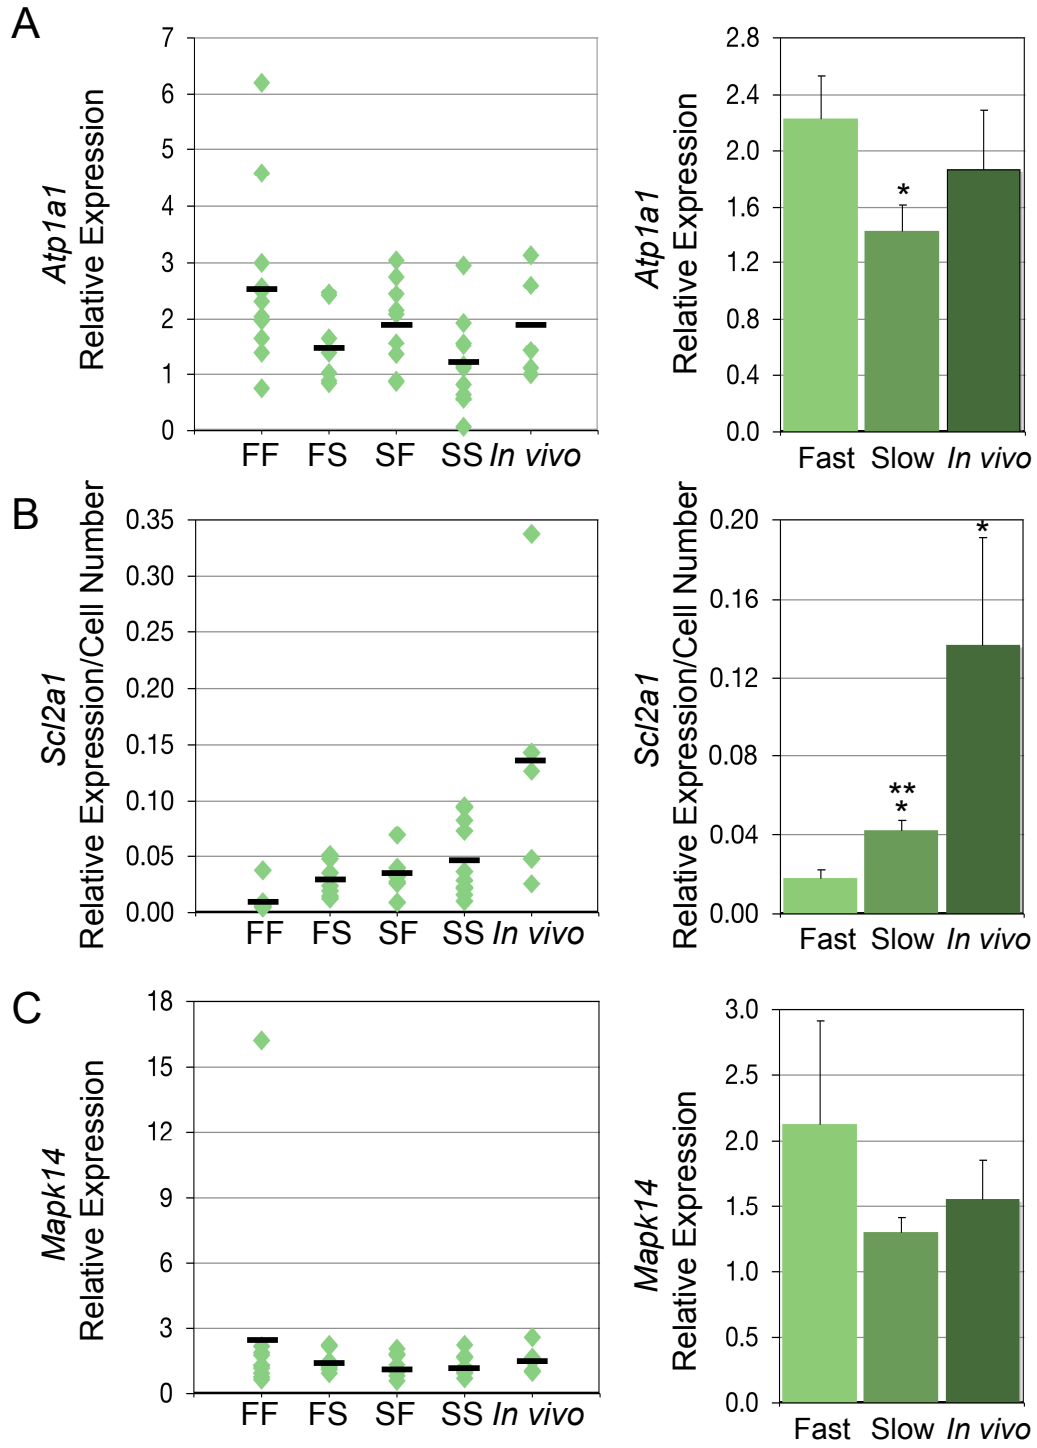 A
Atp1a1
Relative Expression
7
6
5
4
3
2
1
0
FF FS SF SS In vivo
Atp1a1
Relative Expression
2.8
2.4
2.0
1.6
1.2
0.8
0.4
0.0
*
Fast Slow In vivo
B
Scl2a1
Relative Expression/Cell Number
0.35
0.30
0.25
0.20
0.15
0.10
0.05
0.00
FF FS SF SS In vivo
Scl2a1
Relative Expression/Cell Number
0.20
0.16
0.12
0.08
0.04
0.00
**
*
*
Fast Slow In vivo
C
Mapk14
Relative Expression
18
15
12
9
6
3
0
FF FS SF SS In vivo
Mapk14
Relative Expression
3.0
2.5
2.0
1.5
1.0
0.5
0.0
Fast Slow In vivo